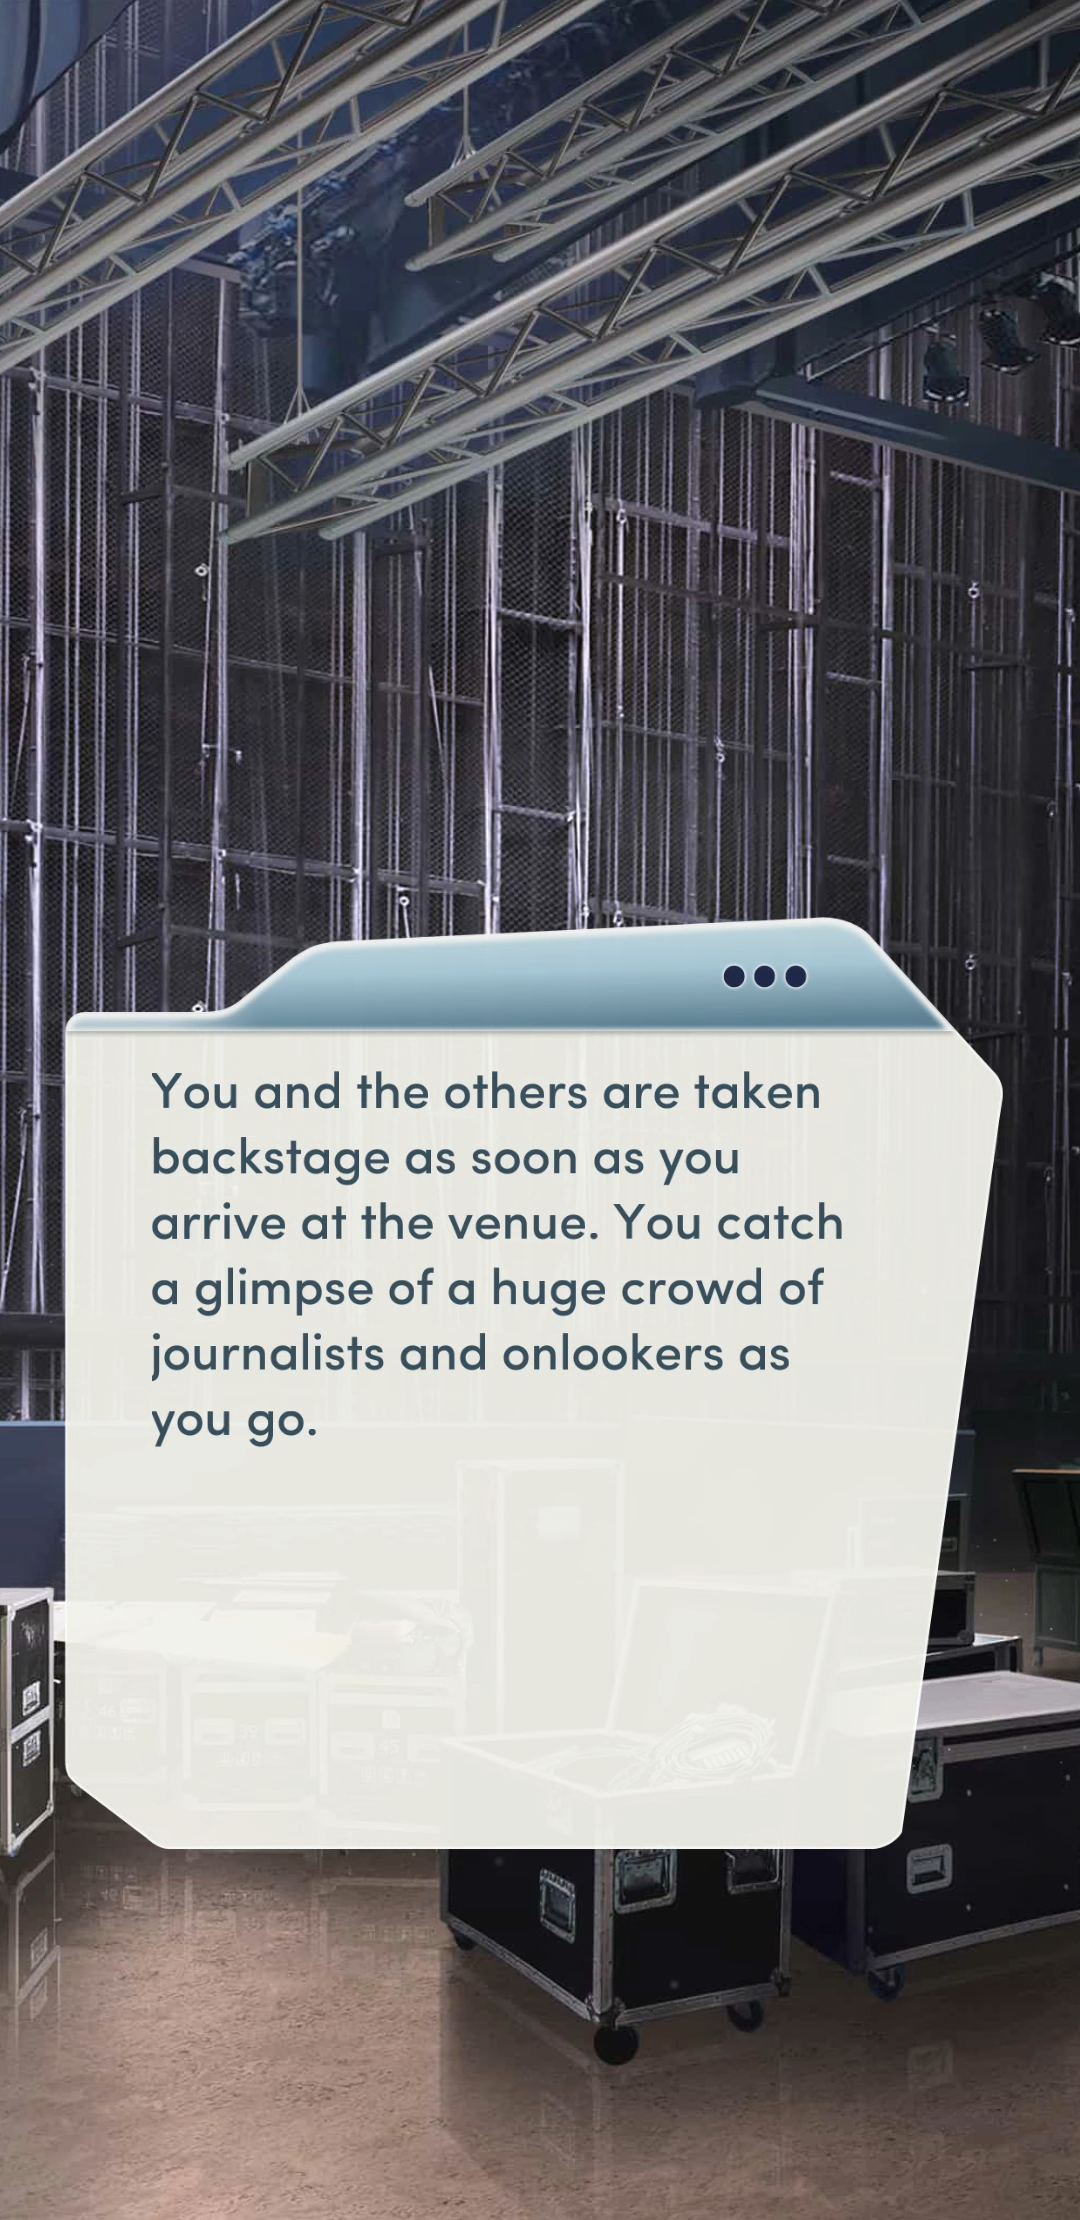 You and the others are taken
backstage as soon as you
arrive at the venue. You catch
a glimpse of a huge crowd of
journalists and onlookers as
you go.